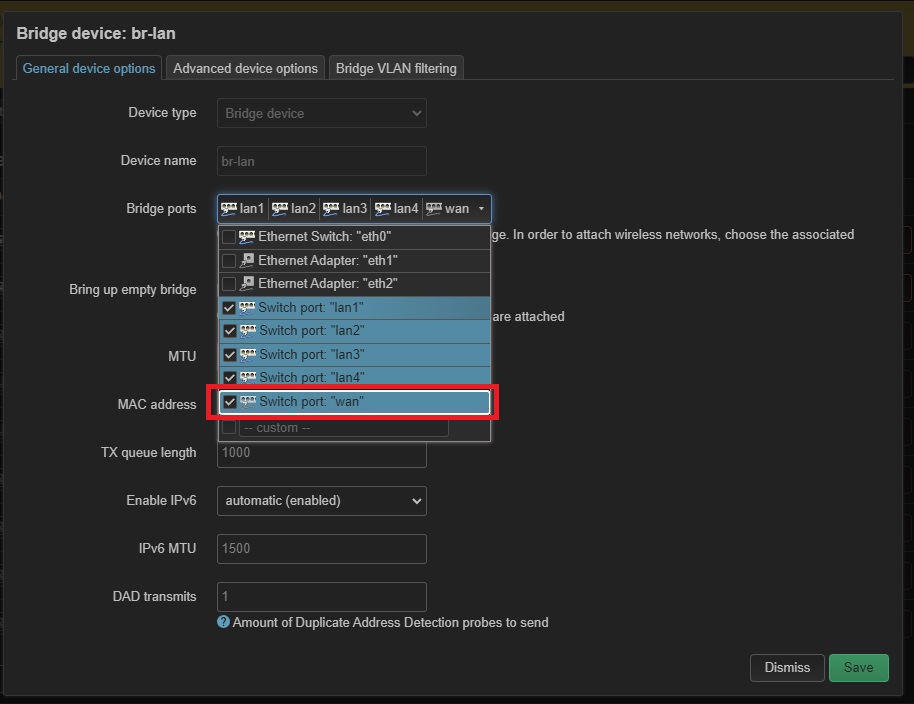 Bridge device: br-lan
General device options Advanced device options Bridge VLAN filtering
Device type Bridge device
Device name br-lan
Bridge ports lan1 lan2 lan3 lan4 wan
Ethernet Switch: "eth0"
ge. In order to attach wireless networks, choose the associated
Ethernet Adapter: "eth1"
Ethernet Adapter: "eth2"
Bring up empty bridge
Switch port: "lan1"
are attached
Switch port: "lan2"
Switch port: "lan3"
MTU
Switch port: "lan4"
MAC address Switch port: "wan"
-- custom --
TX queue length 1000
Enable IPv6 automatic (enabled)
IPv6 MTU 1500
DAD transmits 1
Amount of Duplicate Address Detection probes to send
Dismiss Save